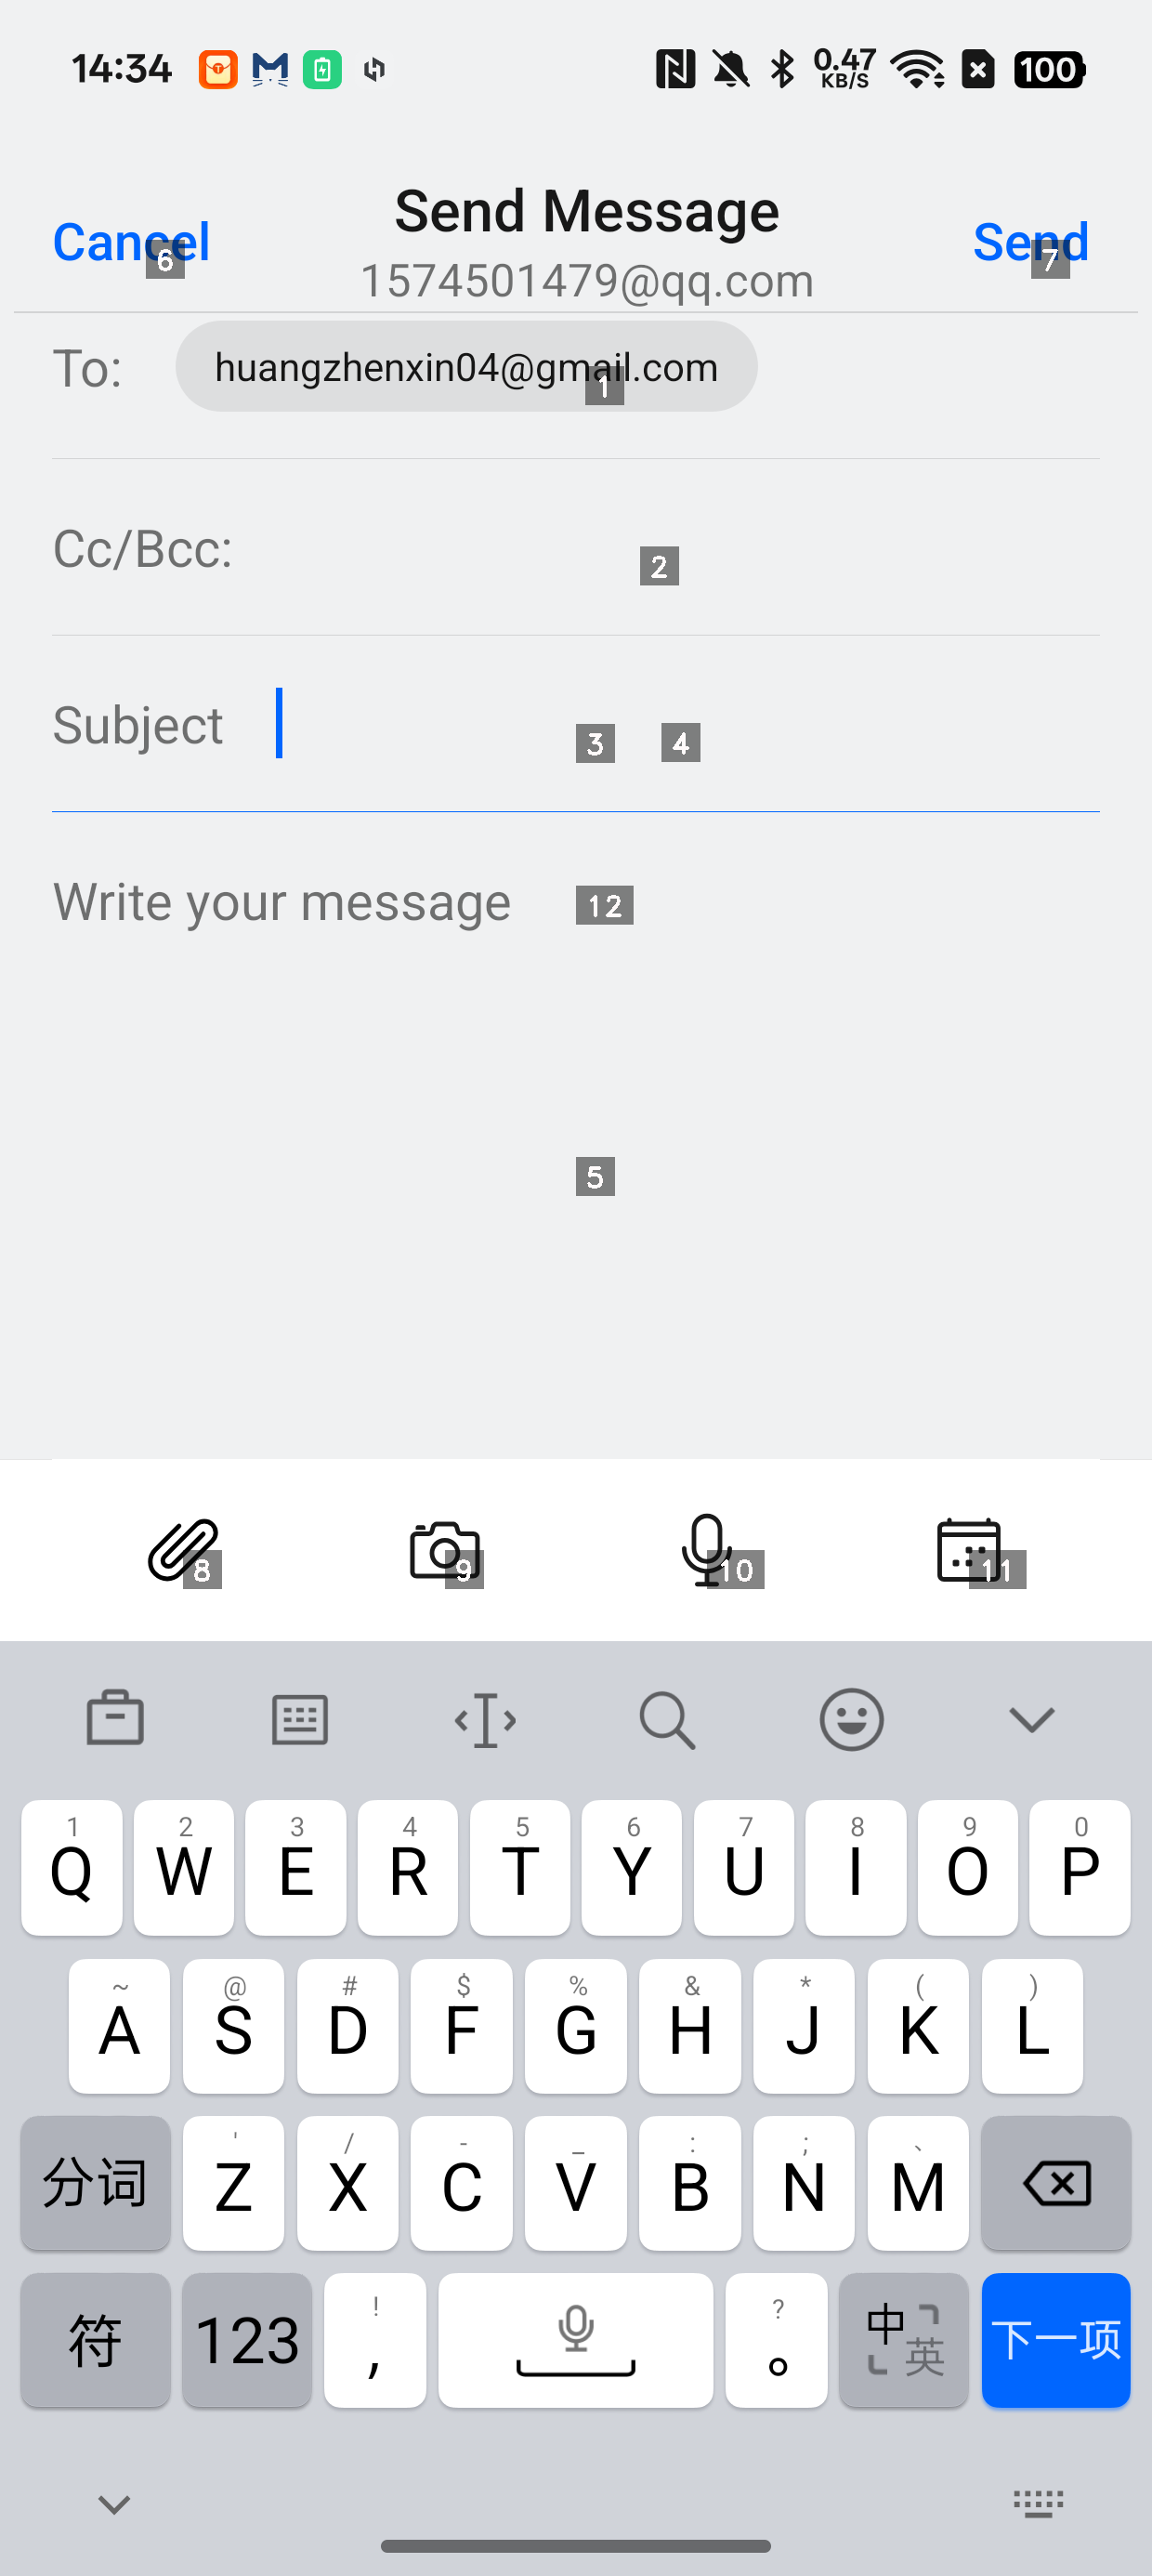 14:34 0.47 KB/S 100
Send Message
Cancel Send
6 7
1574501479@qq.com
To: huangzhenxin04@gmail.com
1
Cc/Bcc:
2
Subject
3 4
Write your message 12
5
8 9 10 11
1 2 3 4 5 6 7 8 9 0
Q W E R T Y U I O P
~ @ # $ % & * ( )
A S D F G H J K L
' / - _ : ; 、
分词 Z X C V B N M
! ?
符 123 , 。 中 英 下一项